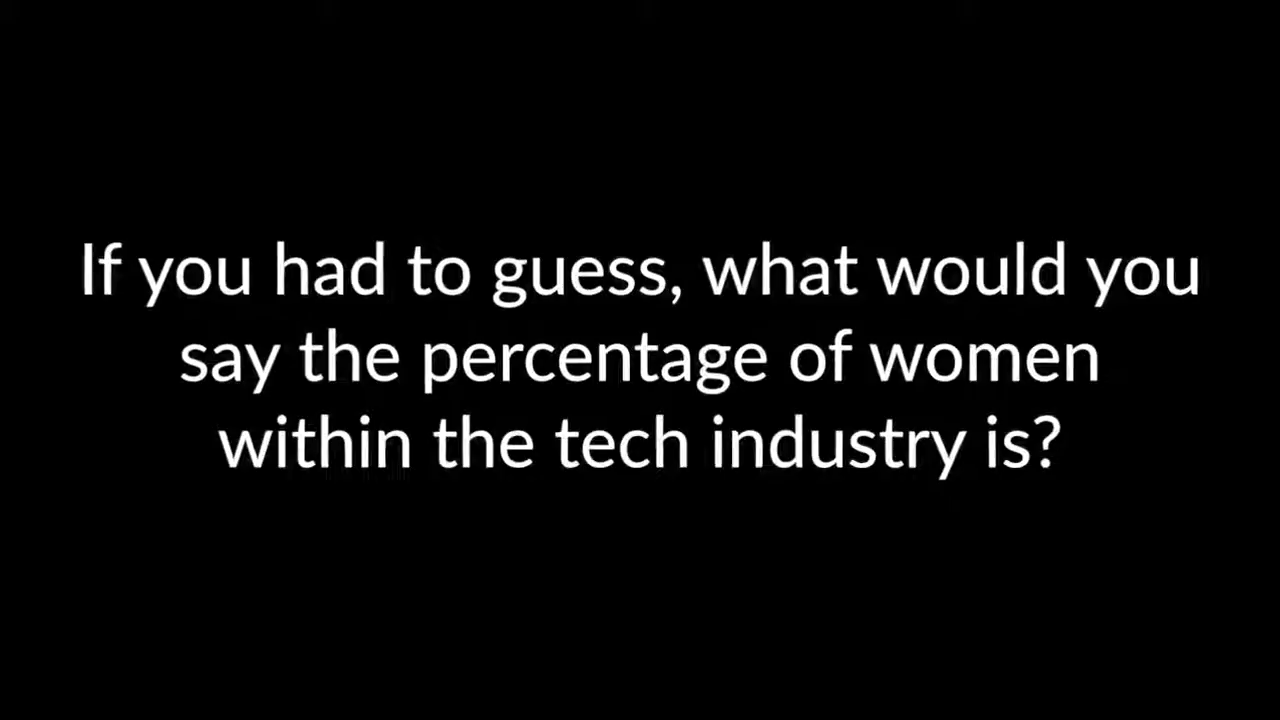 If you had to guess, what would you
say the percentage of women
within the tech industry is?